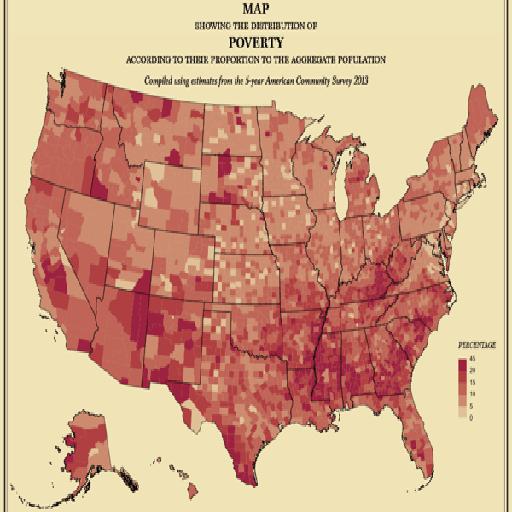 MAP
SHOWING THE DISTRIBUTION OF
POVERTY
ACCORDING TO THEIR PROPORTION TO THE AGGREGATE POPULATION
Compiled using estimates from the 5-year American Community Survey 2013
PERCENTAGE
45
20
15
10
5
0